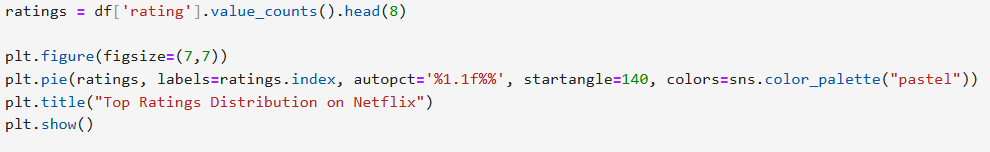 ratings = df['rating'].value_counts().head(8)
plt.figure(figsize=(7,7))
plt.pie(ratings, labels=ratings.index, autopct='%1.1f%%', startangle=140, colors=sns.color_palette("pastel"))
plt.title("Top Ratings Distribution on Netflix")
plt.show()